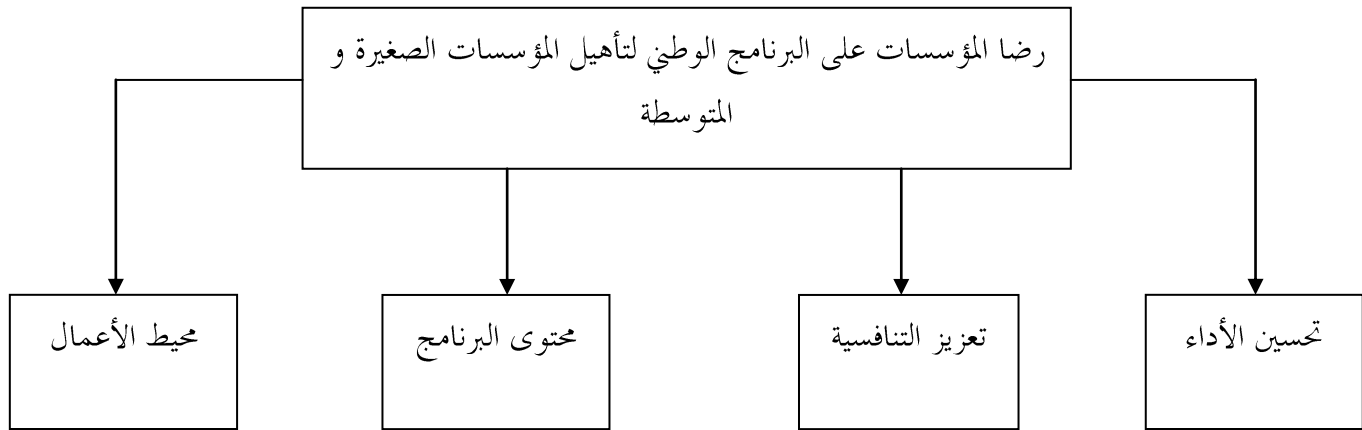 رضا المؤسسات على البرنامج الوطني لتأهيل المؤسسات الصغيرة و
المتوسطة
تحسين الأداء
تعزيز التنافسية
محتوى البرنامج
محيط الأعمال